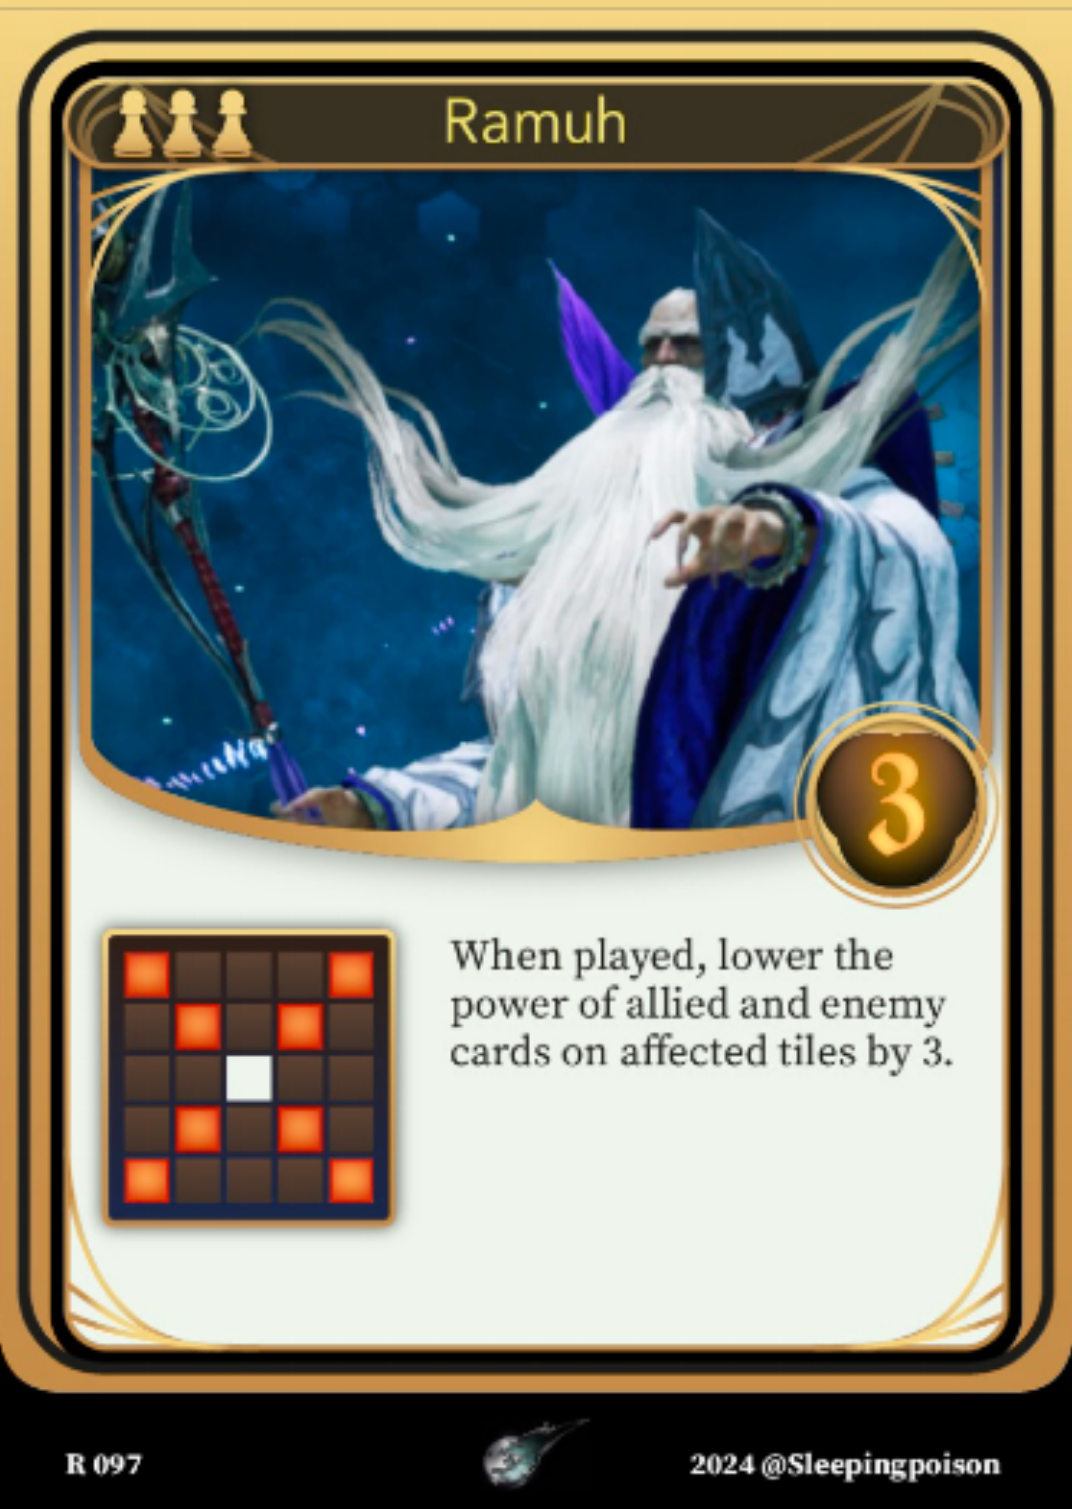 Ramuh
3
When played, lower the
power of allied and enemy
cards on affected tiles by 3.
R 097
2024 @Sleepingpoison